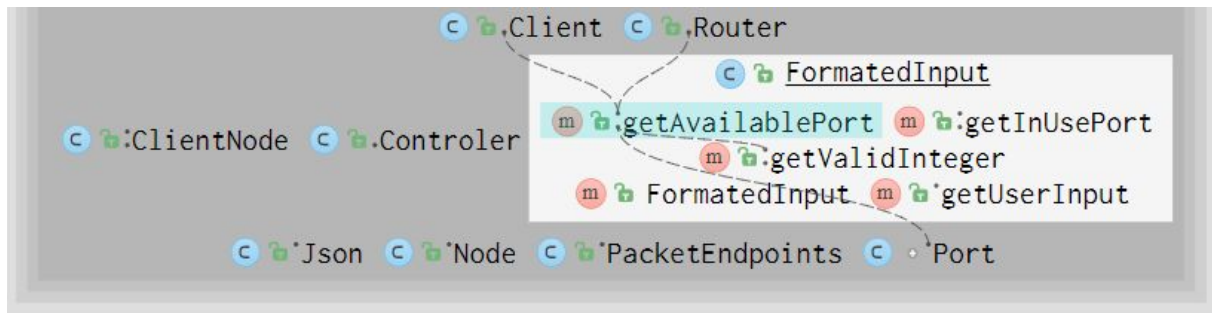 c Client c Router
c FormatedInput
m getAvailablePort m getInUsePort
c ClientNode c Controler
m getValidInteger
m FormatedInput m getUserInput
c Json c Node c PacketEndpoints c Port